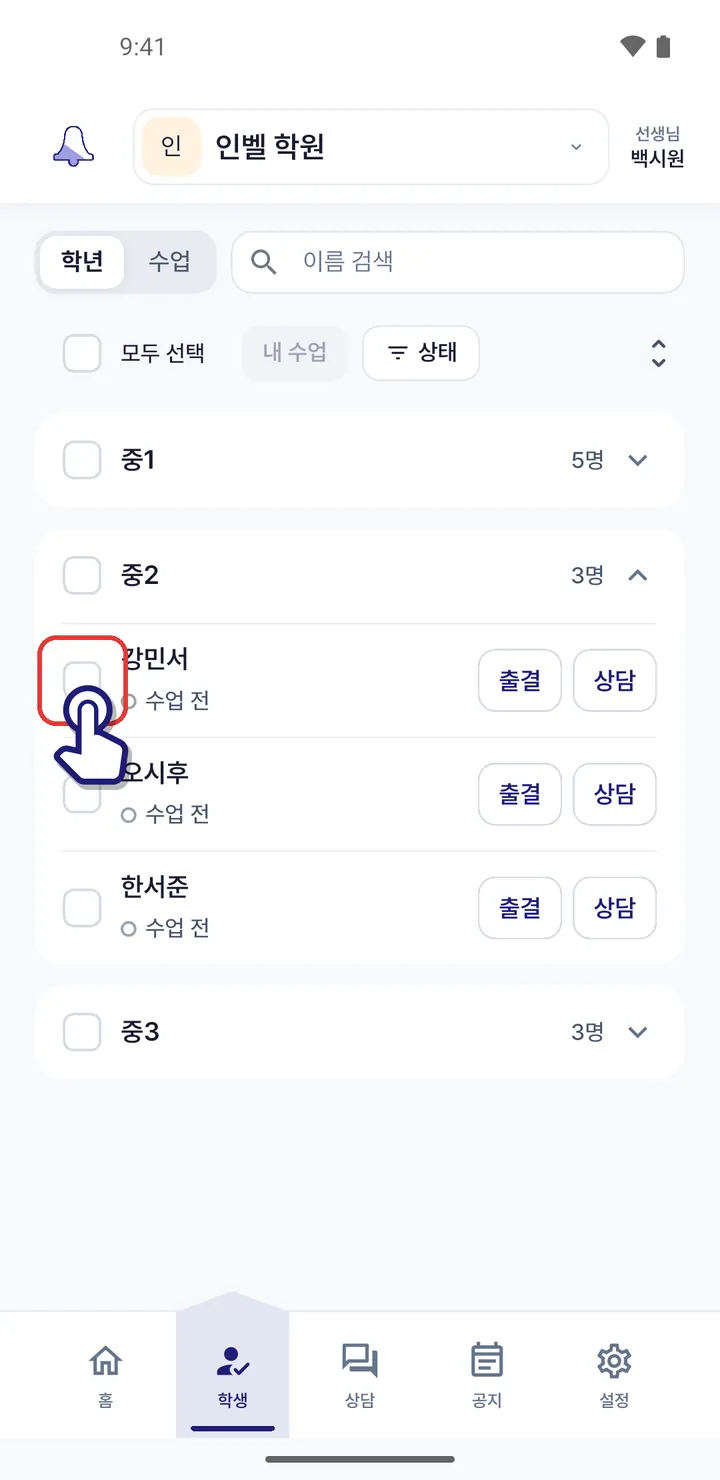 9:41
인 인벨 학원
선생님
백시원
학년 수업 이름 검색
모두 선택 내 수업 상태
중1 5명
중2 3명
강민서
수업 전
출결 상담
오시후
수업 전
출결 상담
한서준
수업 전
출결 상담
중3 3명
홈 학생 상담 공지 설정